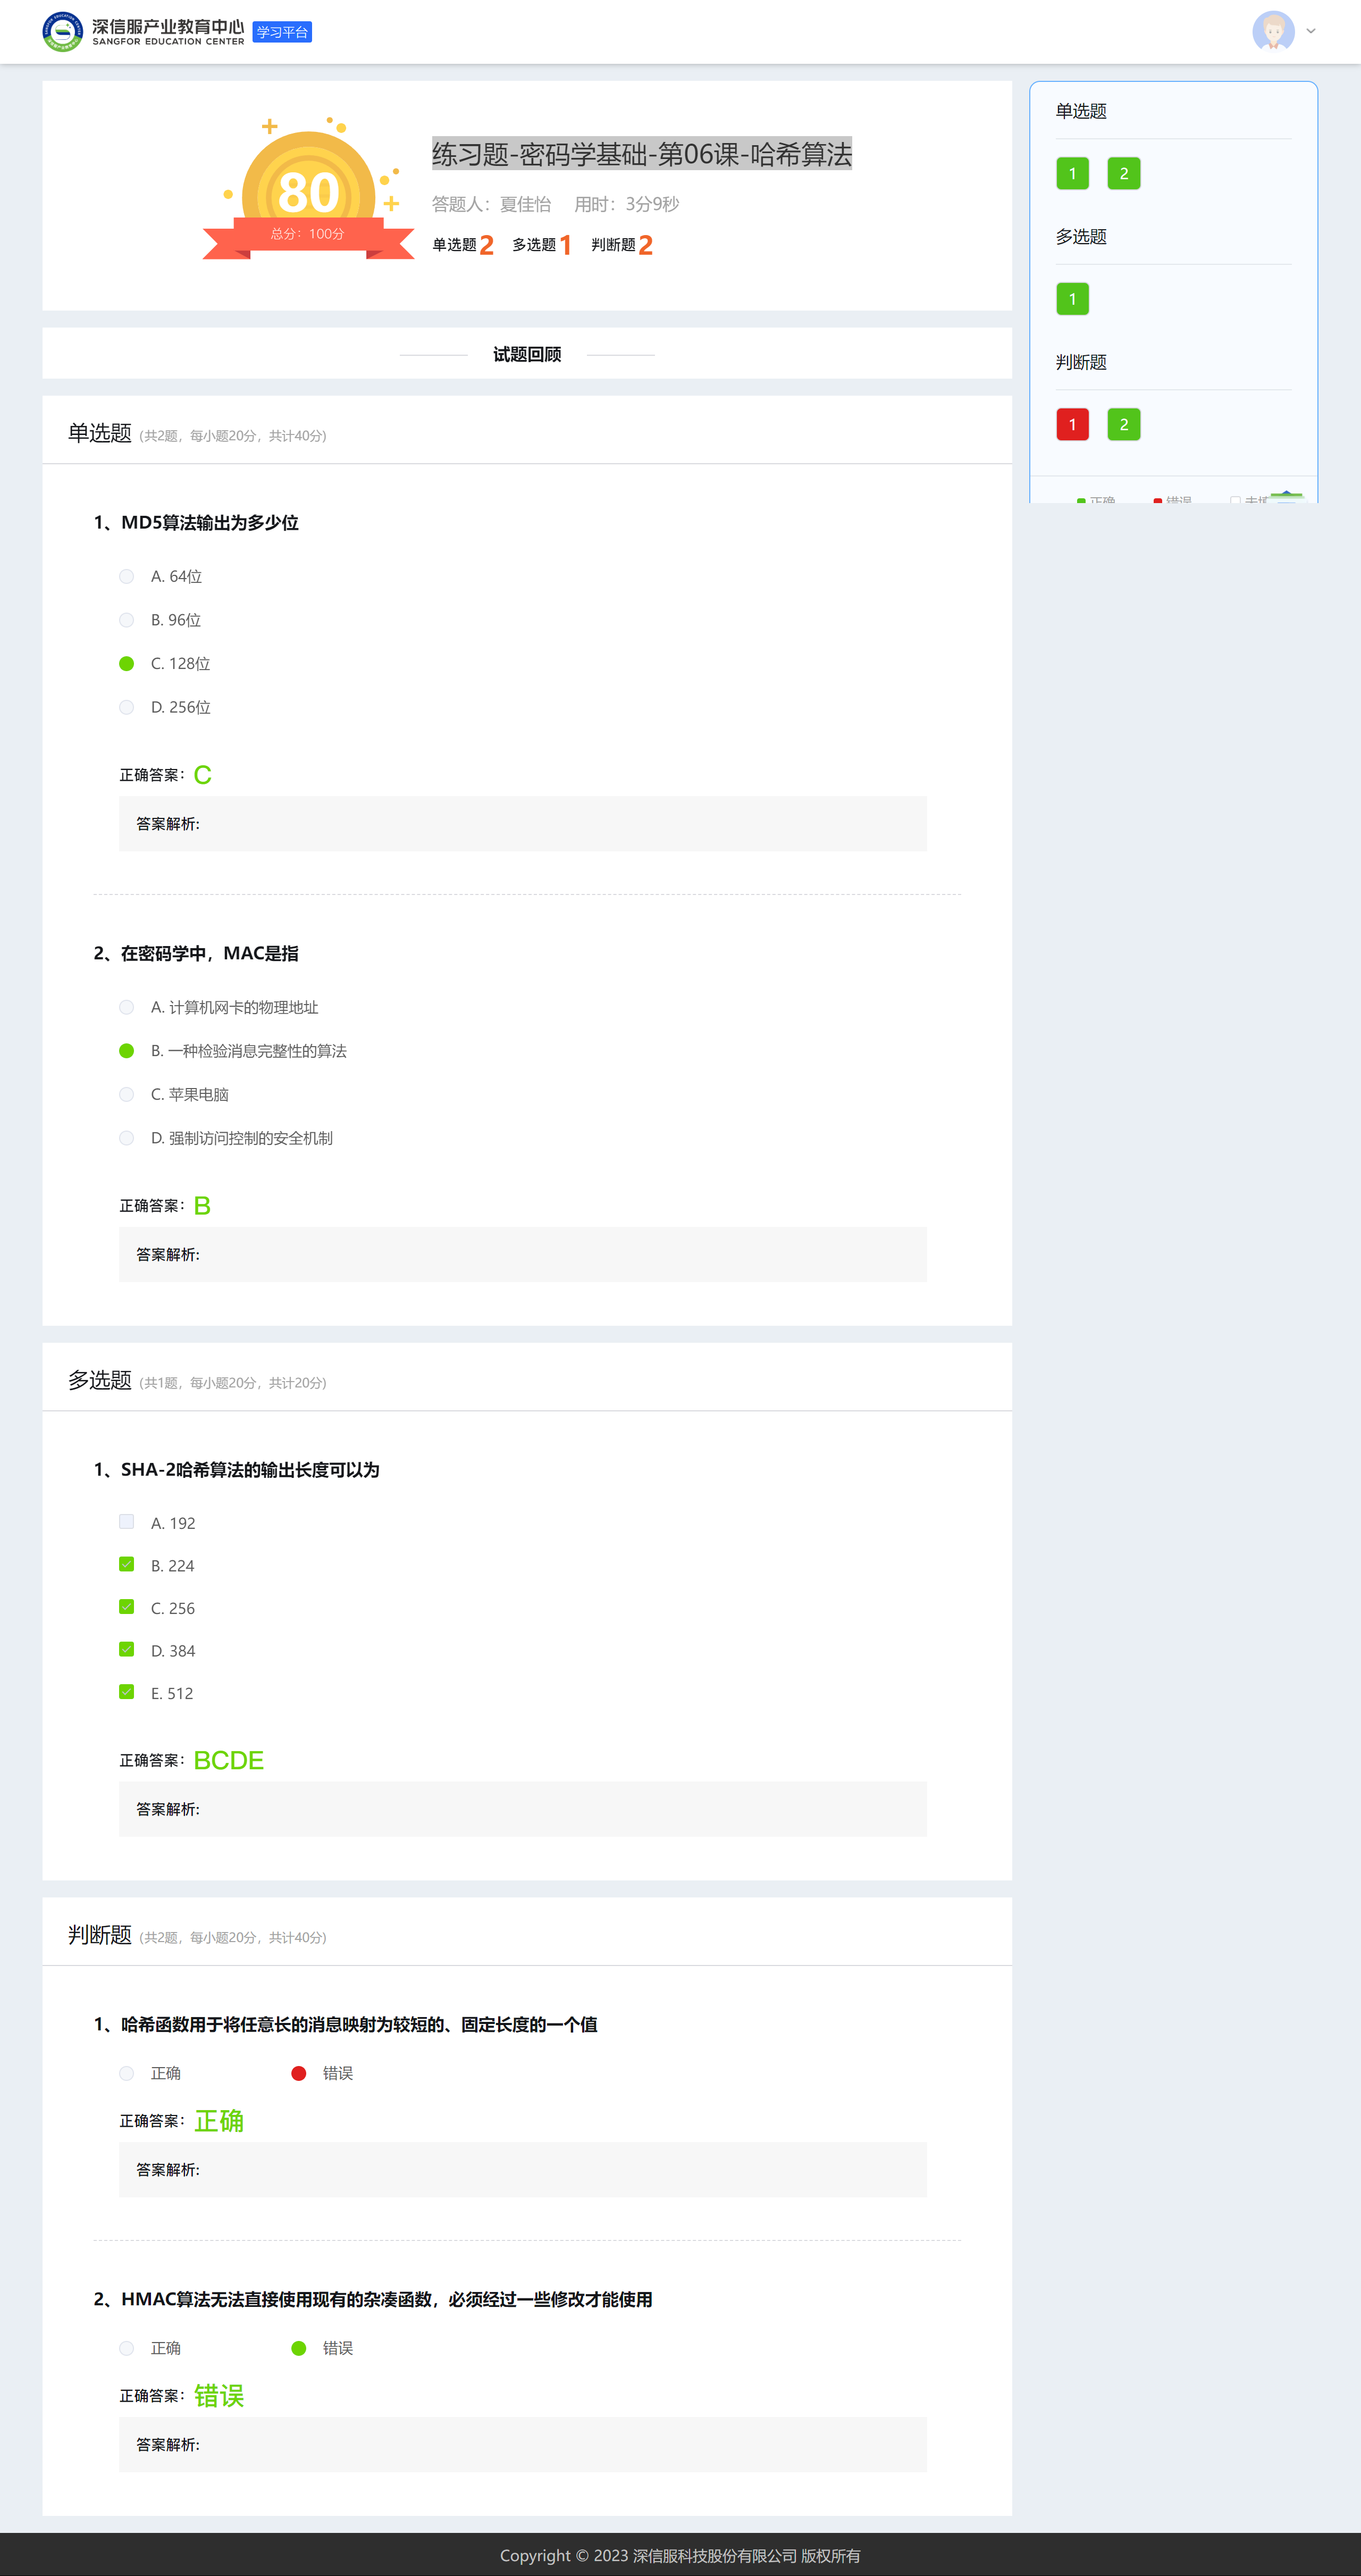 深信服产业教育中心
SANGFOR EDUCATION CENTER
学习平台
80
总分：100分
练习题-密码学基础-第06课-哈希算法
答题人：夏佳怡 用时：3分9秒
单选题2 多选题1 判断题2
单选题
1 2
多选题
1
判断题
1 2
正确 错误
试题回顾
单选题 (共2题，每小题20分，共计40分)
1、MD5算法输出为多少位
A. 64位
B. 96位
C. 128位
D. 256位
正确答案：C
答案解析:
2、在密码学中，MAC是指
A. 计算机网卡的物理地址
B. 一种检验消息完整性的算法
C. 苹果电脑
D. 强制访问控制的安全机制
正确答案：B
答案解析:
多选题 (共1题，每小题20分，共计20分)
1、SHA-2哈希算法的输出长度可以为
A. 192
B. 224
C. 256
D. 384
E. 512
正确答案：BCDE
答案解析:
判断题 (共2题，每小题20分，共计40分)
1、哈希函数用于将任意长的消息映射为较短的、固定长度的一个值
正确 错误
正确答案：正确
答案解析:
2、HMAC算法无法直接使用现有的杂凑函数，必须经过一些修改才能使用
正确 错误
正确答案：错误
答案解析:
Copyright © 2023 深信服科技股份有限公司 版权所有